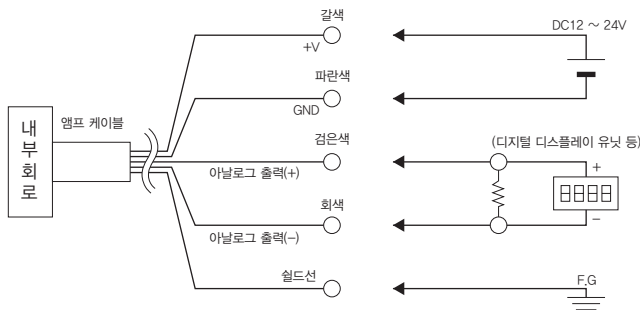 갈색
+V
DC12 ~ 24V
파란색
GND
내부회로
앰프 케이블
검은색
아날로그 출력(+)
(디지털 디스플레이 유닛 등)
+
8888
−
회색
아날로그 출력(−)
쉴드선
F.G